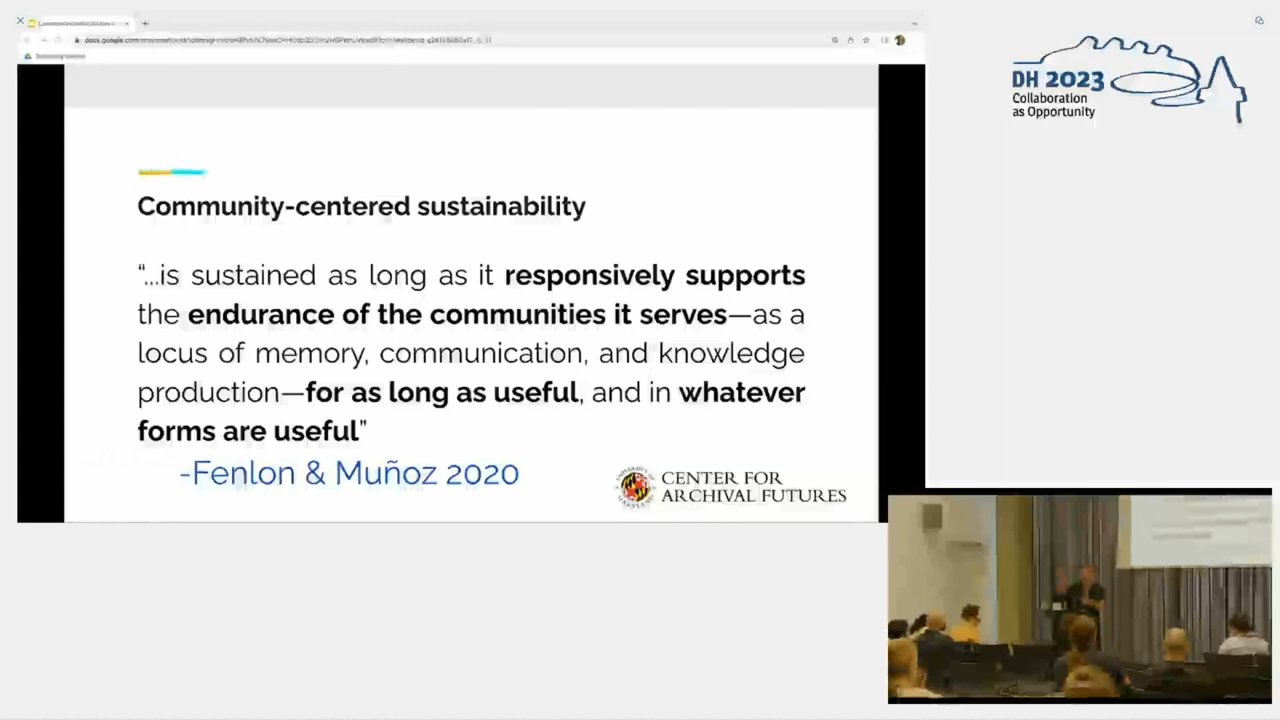 DH 2023
Collaboration
as Opportunity
Community-centered sustainability
“...is sustained as long as it responsively supports
the endurance of the communities it serves—as a
locus of memory, communication, and knowledge
production—for as long as useful, and in whatever
forms are useful”
-Fenlon & Muñoz 2020
CENTER FOR
ARCHIVAL FUTURES